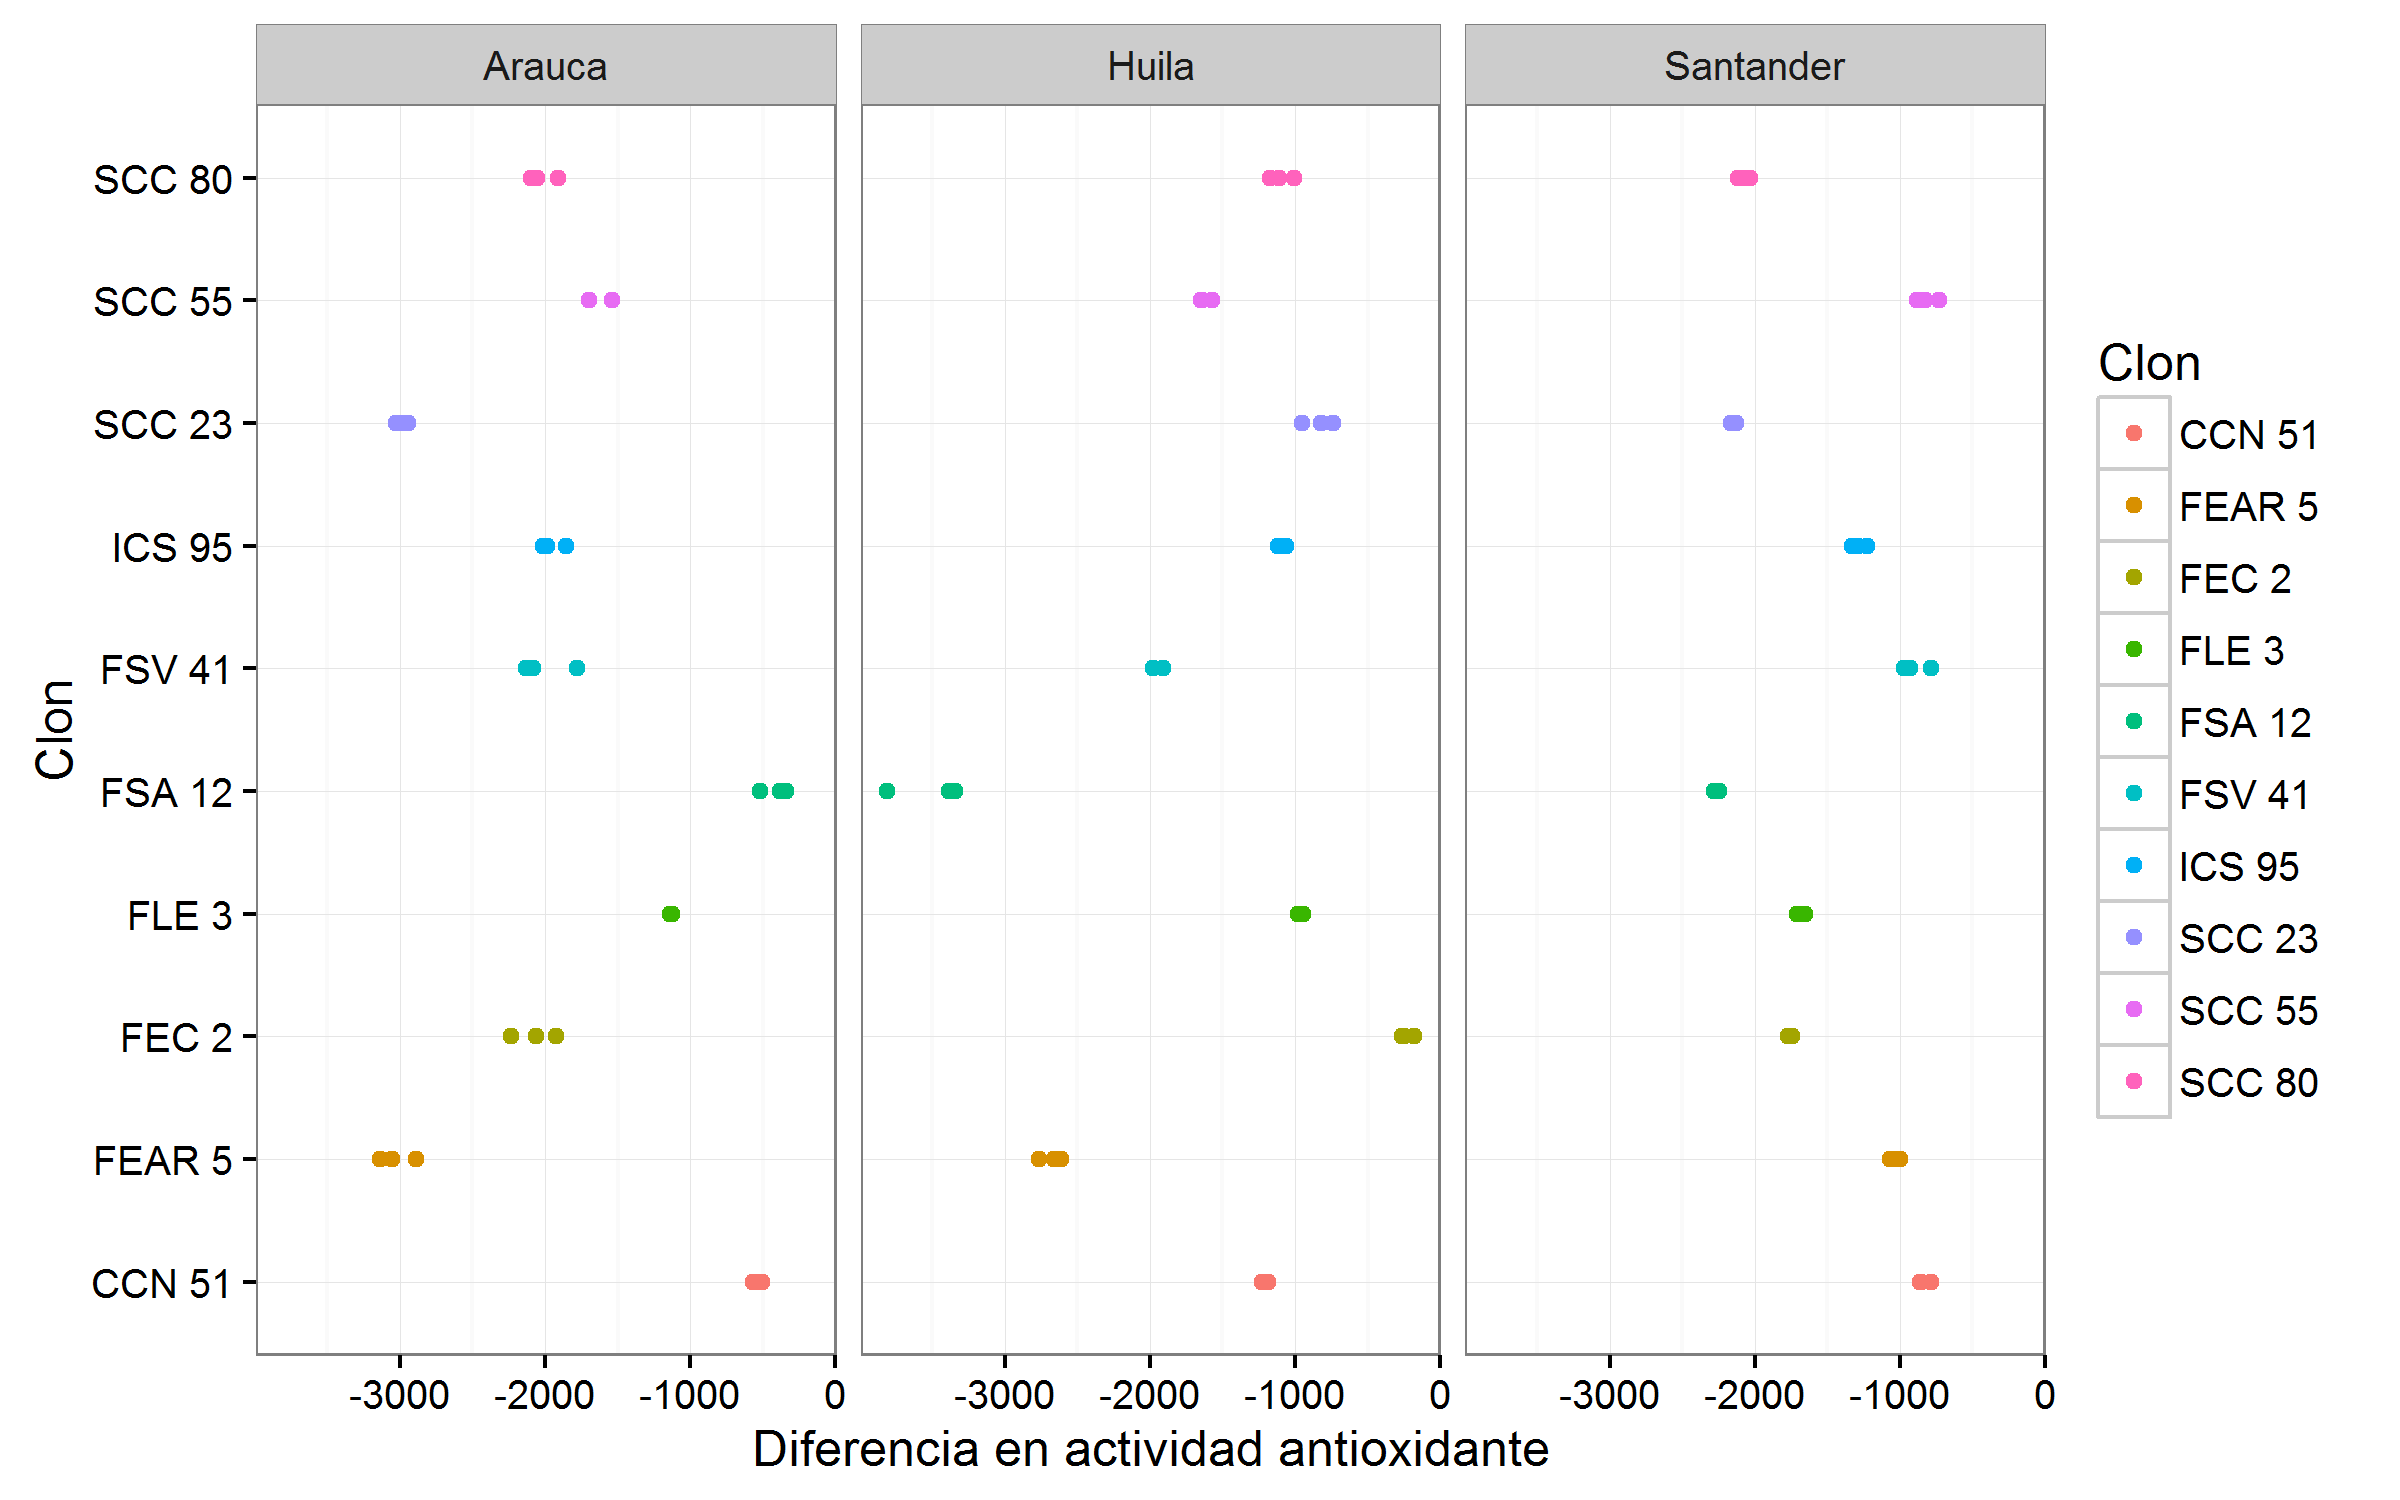 Arauca
Huila
Santander
SCC 80
SCC 55
SCC 23
ICS 95
FSV 41
FSA 12
FLE 3
FEC 2
FEAR 5
CCN 51
Clon
-3000 -2000 -1000 0
-3000 -2000 -1000 0
-3000 -2000 -1000 0
Diferencia en actividad antioxidante
Clon
CCN 51
FEAR 5
FEC 2
FLE 3
FSA 12
FSV 41
ICS 95
SCC 23
SCC 55
SCC 80